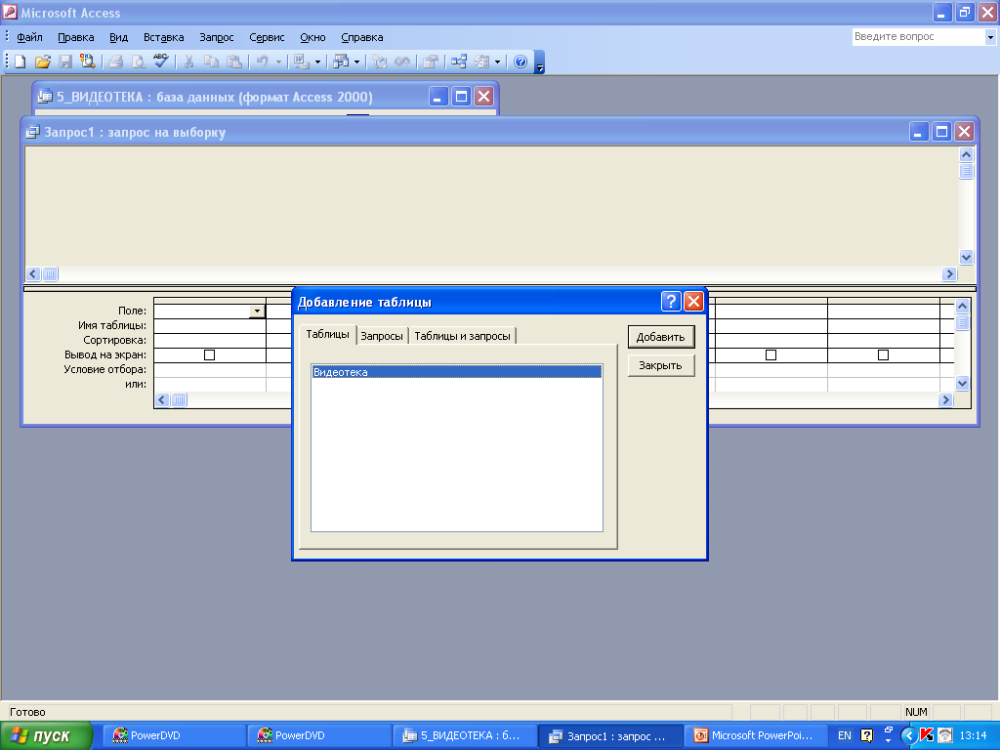 Microsoft Access
Файл Правка Вид Вставка Запрос Сервис Окно Справка
Введите вопрос
5_ВИДЕОТЕКА : база данных (формат Access 2000)
Запрос1 : запрос на выборку
Поле:
Имя таблицы:
Сортировка:
Вывод на экран:
Условие отбора:
или:
Добавление таблицы
Таблицы Запросы Таблицы и запросы
Видеотека
Добавить
Закрыть
Готово
NUM
пуск PowerDVD PowerDVD 5_ВИДЕОТЕКА : б... Запрос1 : запрос ... Microsoft PowerPoi... EN 13:14